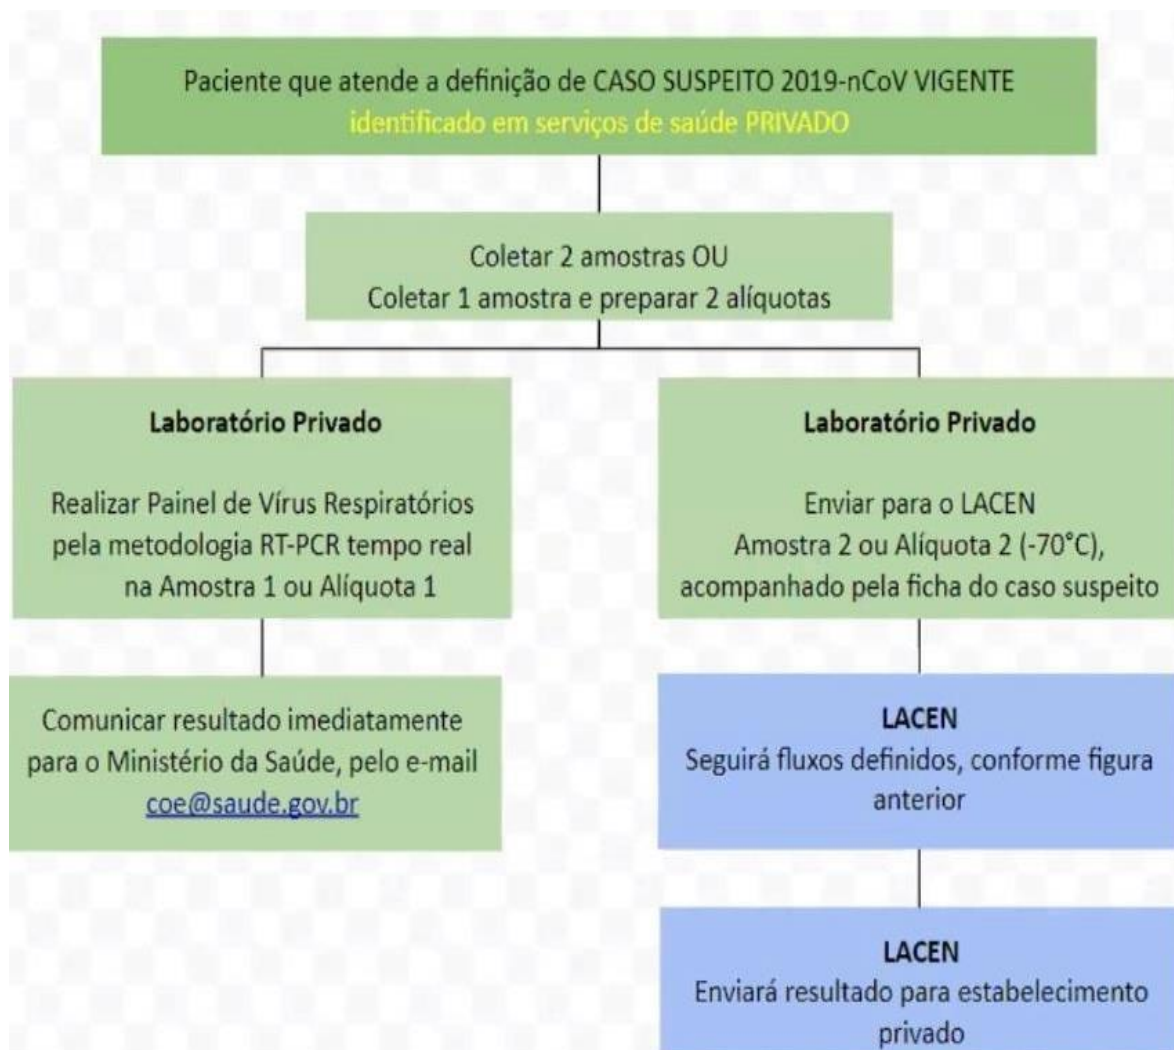 Paciente que atende a definição de CASO SUSPEITO 2019-nCoV VIGENTE
identificado em serviços de saúde PRIVADO
Coletar 2 amostras OU
Coletar 1 amostra e preparar 2 alíquotas
Laboratório Privado
Realizar Painel de Vírus Respiratórios
pela metodologia RT-PCR tempo real
na Amostra 1 ou Alíquota 1
Comunicar resultado imediatamente
para o Ministério da Saúde, pelo e-mail
coe@saude.gov.br
Laboratório Privado
Enviar para o LACEN
Amostra 2 ou Alíquota 2 (-70°C),
acompanhado pela ficha do caso suspeito
LACEN
Seguirá fluxos definidos, conforme figura
anterior
LACEN
Enviará resultado para estabelecimento
privado